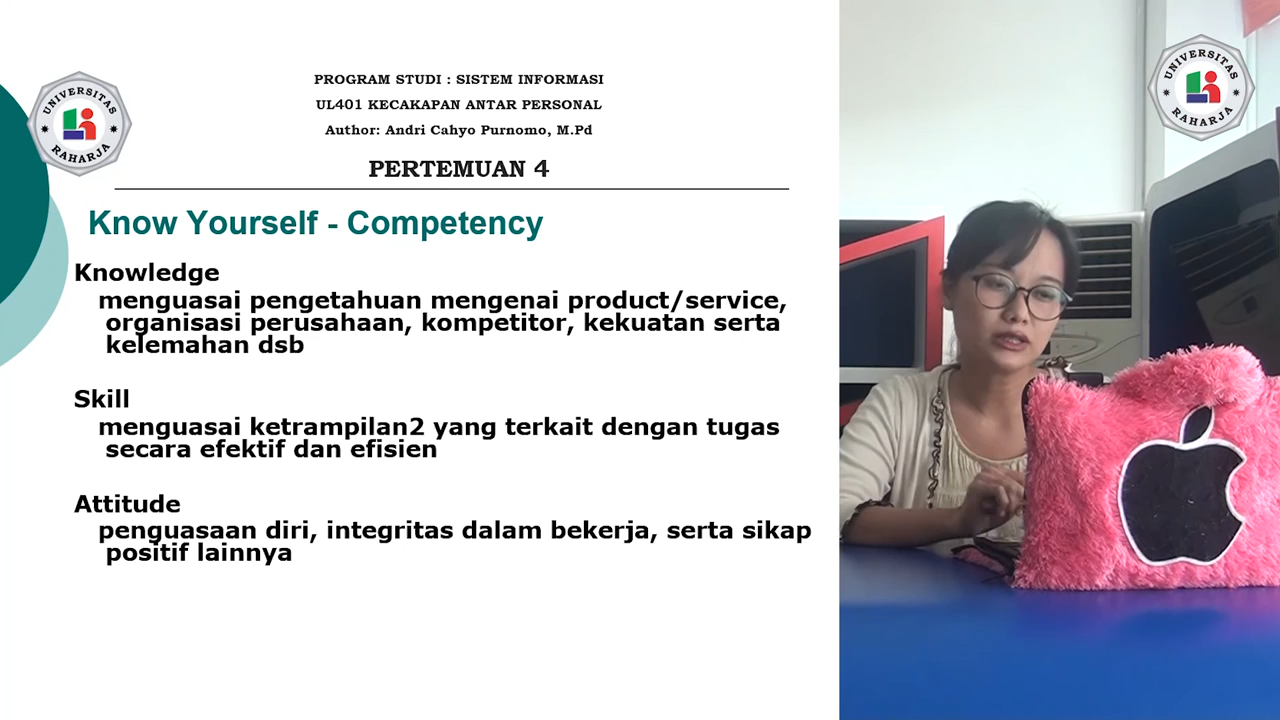 UNIVERSITAS
RAHARJA
PROGRAM STUDI : SISTEM INFORMASI
UL401 KECAKAPAN ANTAR PERSONAL
Author: Andri Cahyo Purnomo, M.Pd
PERTEMUAN 4
Know Yourself - Competency
Knowledge
menguasai pengetahuan mengenai product/service,
organisasi perusahaan, kompetitor, kekuatan serta
kelemahan dsb
Skill
menguasai ketrampilan2 yang terkait dengan tugas
secara efektif dan efisien
Attitude
penguasaan diri, integritas dalam bekerja, serta sikap
positif lainnya
UNIVERSITAS
RAHARJA